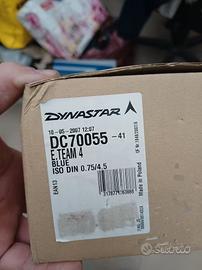 DYNASTAR
10-05-2007 12:07
DC70055 -41
E.TEAM 4
BLUE
ISO DIN 0.75/4.5
EAN13
Made in Poland
subito